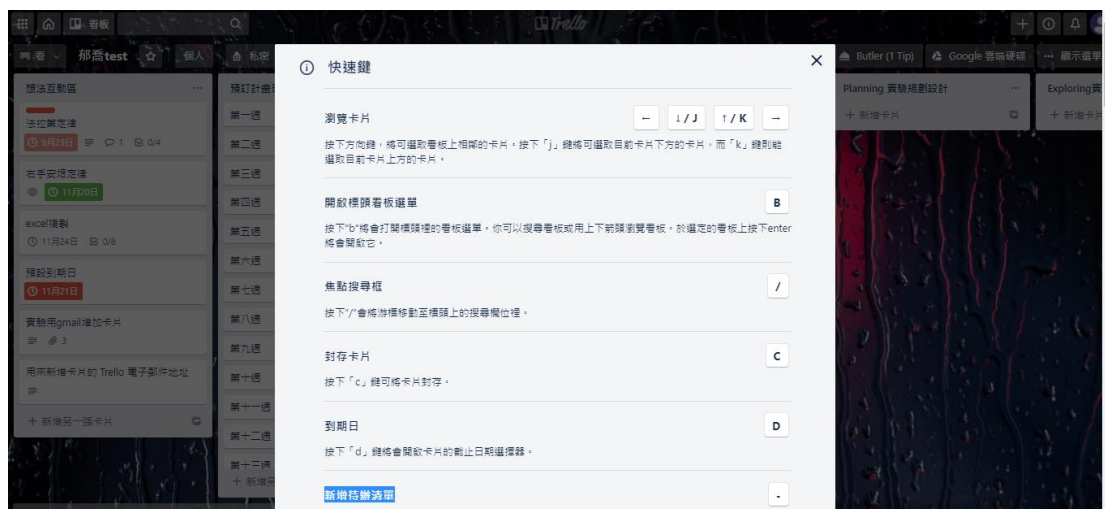 看板
Trello
看
郁喬test
個人
私密
Butler (1 Tip)
Google 雲端硬碟
... 顯示選單
想法互動區
法拉第定律
9月23日
1
0/4
右手安培定律
11月20日
excel複製
11月24日
0/8
預設到期日
11月21日
實驗用gmail增加卡片
3
用來新增卡片的 Trello 電子郵件地址
+ 新增另一張卡片
第一週
第二週
第三週
第四週
第五週
第六週
第七週
第八週
第九週
第十週
第十一週
第十二週
第十三週
+ 新增另
快速鍵
瀏覽卡片
← ↓/J ↑/K →
按下方向鍵，將可選取看板上相鄰的卡片。按下「j」鍵將可選取目前卡片下方的卡片，而「k」鍵則能
選取目前卡片上方的卡片。
開啟標頭看板選單
B
按下"b"將會打開標頭裡的看板選單，你可以搜尋看板或用上下箭頭瀏覽看板，於選定的看板上按下enter
將會開啟它。
焦點搜尋框
/
按下"/"會將游標移動至標頭上的搜尋欄位裡。
封存卡片
C
按下「c」鍵可將卡片封存。
到期日
D
按下「d」鍵將會開啟卡片的截止日期選擇器。
新增待辦清單
-
Planning 實驗規劃設計
+ 新增卡片
Exploring實
+ 新增卡片